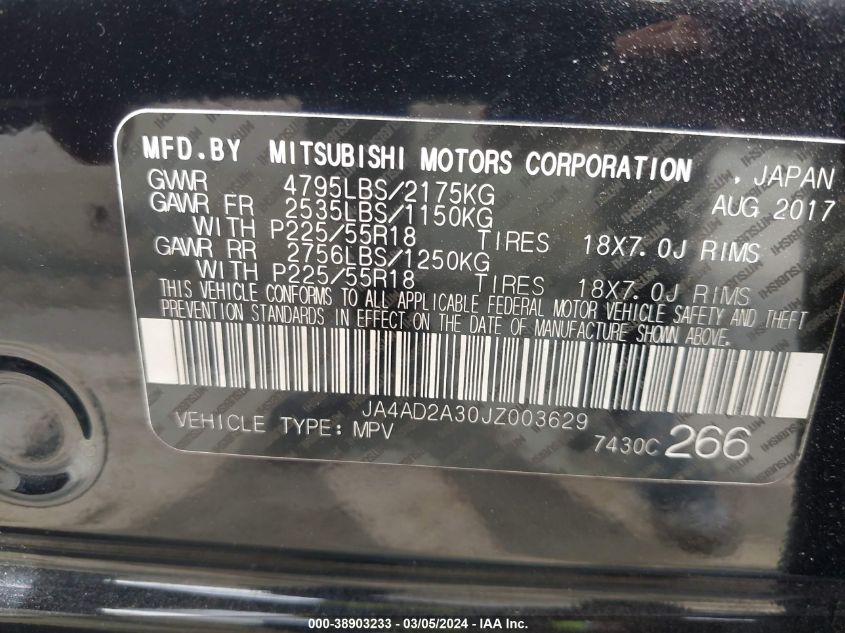 MFD.BY MITSUBISHI MOTORS CORPORATION , JAPAN
GVWR 4795LBS/2175KG AUG 2017
GAWR FR 2535LBS/1150KG
WITH P225/55R18 TIRES 18X7.0J RIMS
GAWR RR 2756LBS/1250KG
WITH P225/55R18 TIRES 18X7.0J RIMS
THIS VEHICLE CONFORMS TO ALL APPLICABLE FEDERAL MOTOR VEHICLE SAFETY AND THEFT
PREVENTION STANDARDS IN EFFECT ON THE DATE OF MANUFACTURE SHOWN ABOVE.
JA4AD2A30JZ003629
VEHICLE TYPE: MPV 7430C 266
000-38903233 - 03/05/2024 - IAA Inc.